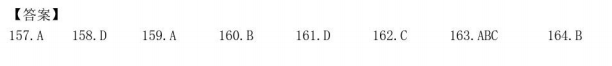 【答案】
157.A 158.D 159.A 160.B 161.D 162.C 163.ABC 164.B